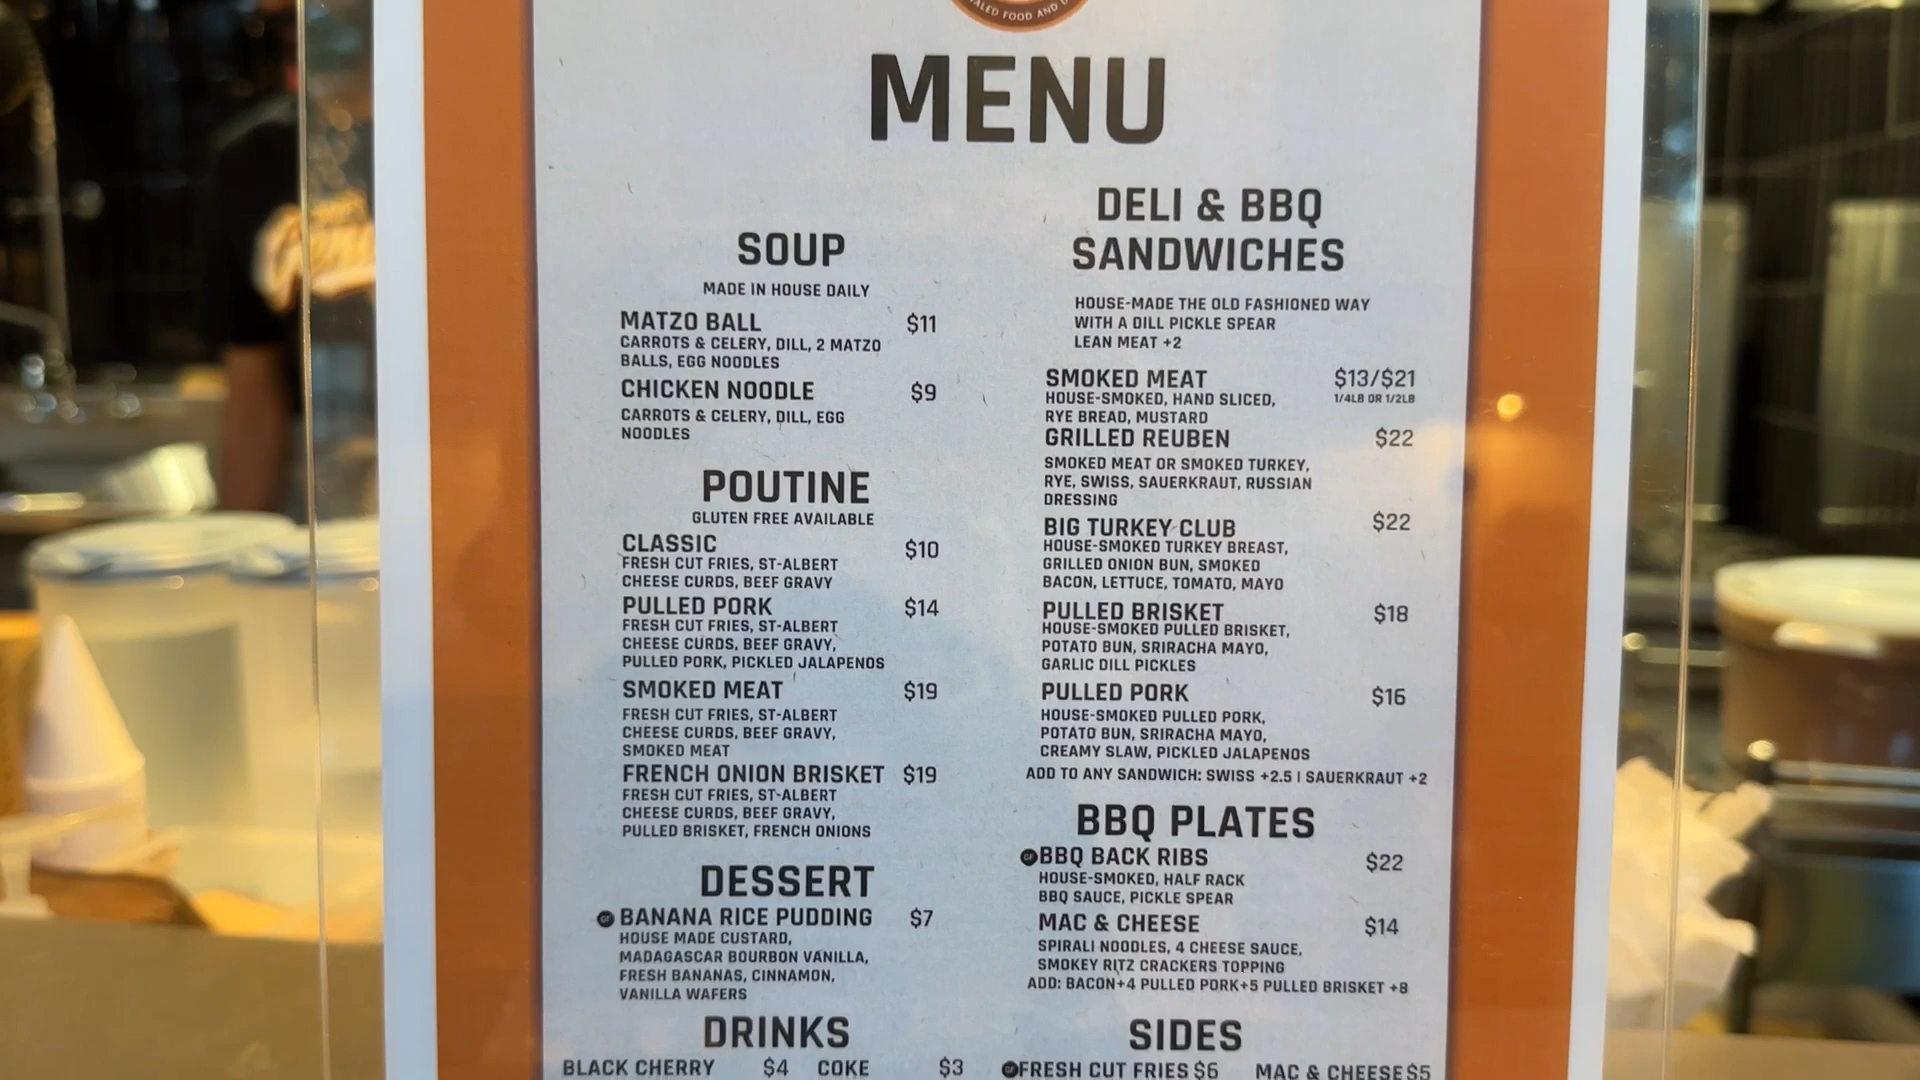 FOOD AND
MENU
SOUP
MADE IN HOUSE DAILY
MATZO BALL $11
CARROTS & CELERY, DILL, 2 MATZO
BALLS, EGG NOODLES
CHICKEN NOODLE $9
CARROTS & CELERY, DILL, EGG
NOODLES
POUTINE
GLUTEN FREE AVAILABLE
CLASSIC $10
FRESH CUT FRIES, ST-ALBERT
CHEESE CURDS, BEEF GRAVY
PULLED PORK $14
FRESH CUT FRIES, ST-ALBERT
CHEESE CURDS, BEEF GRAVY,
PULLED PORK, PICKLED JALAPENOS
SMOKED MEAT $19
FRESH CUT FRIES, ST-ALBERT
CHEESE CURDS, BEEF GRAVY,
SMOKED MEAT
FRENCH ONION BRISKET $19
FRESH CUT FRIES, ST-ALBERT
CHEESE CURDS, BEEF GRAVY,
PULLED BRISKET, FRENCH ONIONS
DESSERT
GF BANANA RICE PUDDING $7
HOUSE MADE CUSTARD,
MADAGASCAR BOURBON VANILLA,
FRESH BANANAS, CINNAMON,
VANILLA WAFERS
DRINKS
BLACK CHERRY $4 COKE $3
DELI & BBQ
SANDWICHES
HOUSE-MADE THE OLD FASHIONED WAY
WITH A DILL PICKLE SPEAR
LEAN MEAT +2
SMOKED MEAT $13/$21
HOUSE-SMOKED, HAND SLICED, 1/4LB OR 1/2LB
RYE BREAD, MUSTARD
GRILLED REUBEN $22
SMOKED MEAT OR SMOKED TURKEY,
RYE, SWISS, SAUERKRAUT, RUSSIAN
DRESSING
BIG TURKEY CLUB $22
HOUSE-SMOKED TURKEY BREAST,
GRILLED ONION BUN, SMOKED
BACON, LETTUCE, TOMATO, MAYO
PULLED BRISKET $18
HOUSE-SMOKED PULLED BRISKET,
POTATO BUN, SRIRACHA MAYO,
GARLIC DILL PICKLES
PULLED PORK $16
HOUSE-SMOKED PULLED PORK,
POTATO BUN, SRIRACHA MAYO,
CREAMY SLAW, PICKLED JALAPENOS
ADD TO ANY SANDWICH: SWISS +2.5 | SAUERKRAUT +2
BBQ PLATES
GF BBQ BACK RIBS $22
HOUSE-SMOKED, HALF RACK
BBQ SAUCE, PICKLE SPEAR
MAC & CHEESE $14
SPIRALI NOODLES, 4 CHEESE SAUCE,
SMOKEY RITZ CRACKERS TOPPING
ADD: BACON+4 PULLED PORK+5 PULLED BRISKET +8
SIDES
GF FRESH CUT FRIES $6 MAC & CHEESE $5